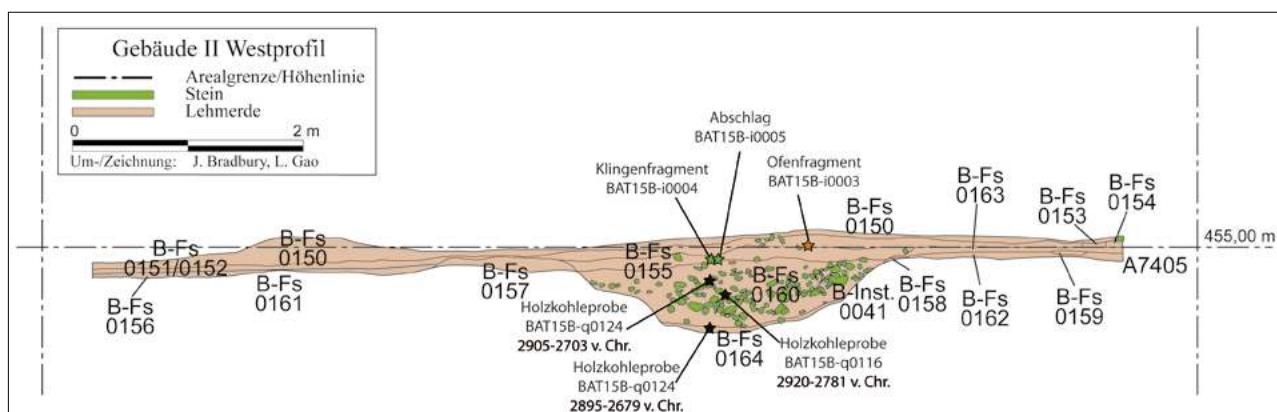 Gebäude II Westprofil
Arealgrenze/Höhenlinie
Stein
Lehmerde
0 2 m
Um-/Zeichnung: J. Bradbury, L. Gao
Abschlag
BAT15B-i0005
Klingenfragment
BAT15B-i0004
Ofenfragment
BAT15B-i0003
B-Fs
0163
B-Fs
0154
B-Fs
0153
B-Fs
0150
455,00 m
B-Fs
0151/0152
B-Fs
0150
B-Fs
0155
B-Fs
0160
A7405
B-Fs
0156
B-Fs
0161
B-Fs
0157
B-Inst.
0041
B-Fs
0158
B-Fs
0162
B-Fs
0159
Holzkohleprobe
BAT15B-q0124
2905-2703 v. Chr.
B-Fs
0164
Holzkohleprobe
BAT15B-q0116
2920-2781 v. Chr.
Holzkohleprobe
BAT15B-q0124
2895-2679 v. Chr.